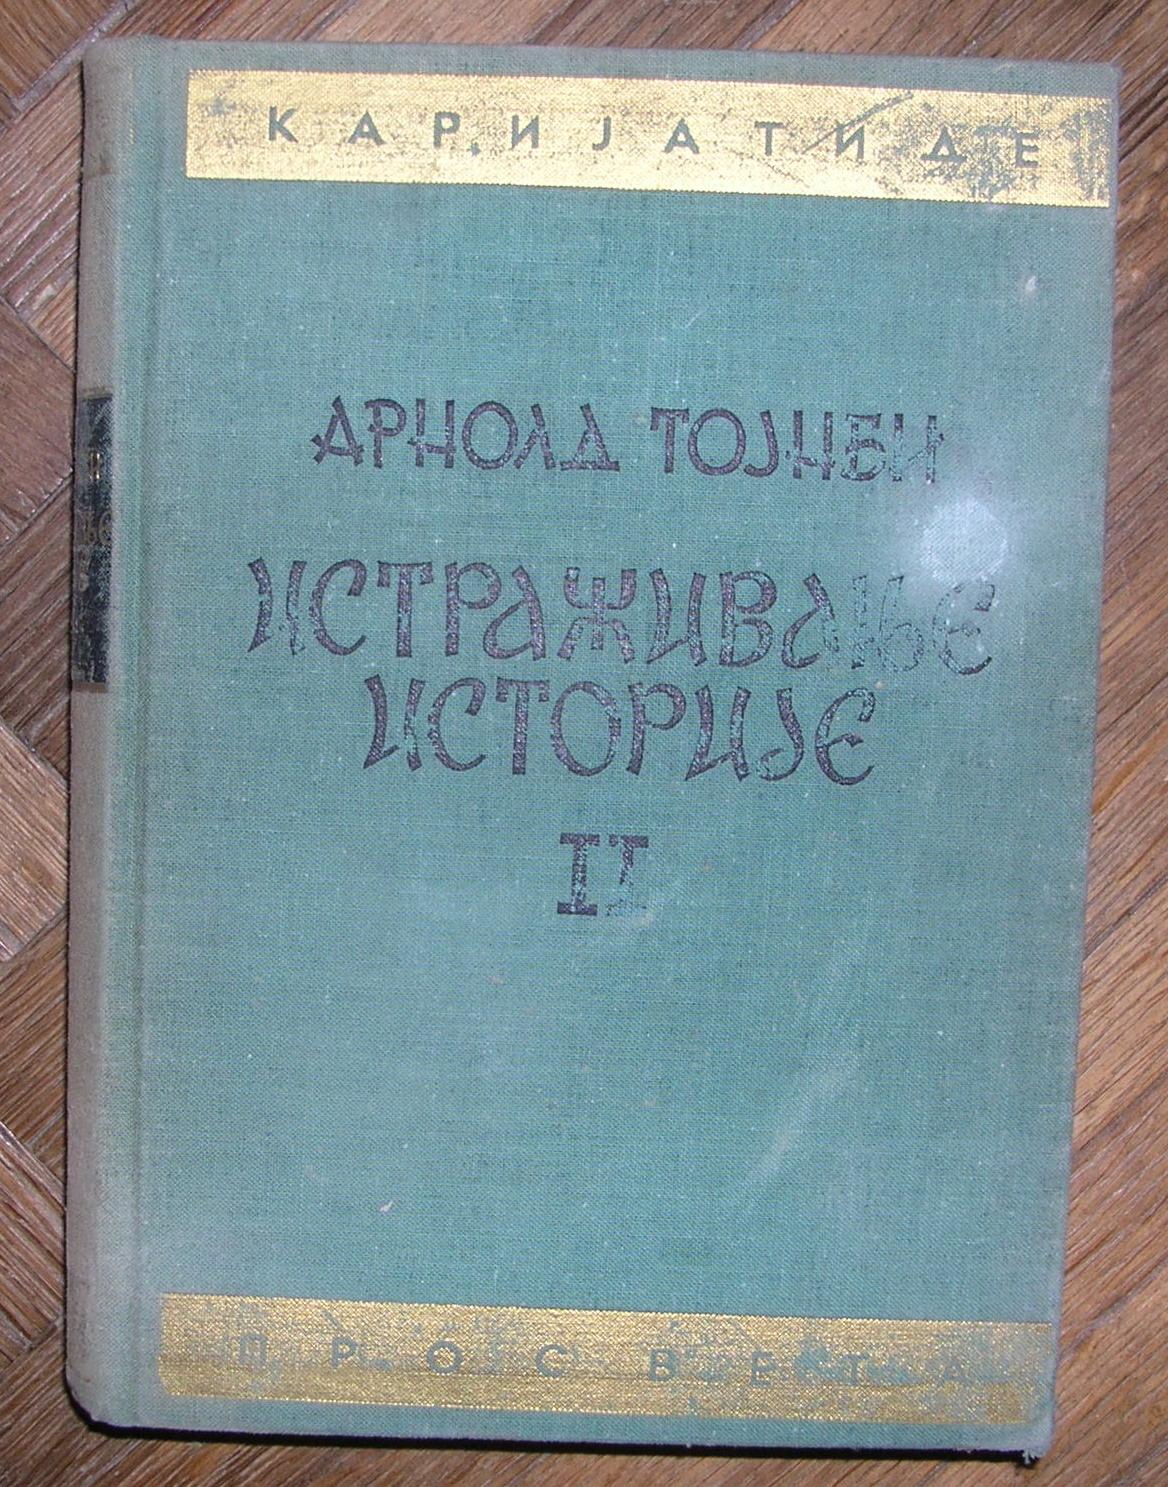 КАРИЈАТИДЕ
АРНОЛД ТОЈНБИ
ИСТРАЖИВАЊЕ
ИСТОРИЈЕ
II
ПРОСВЕТА